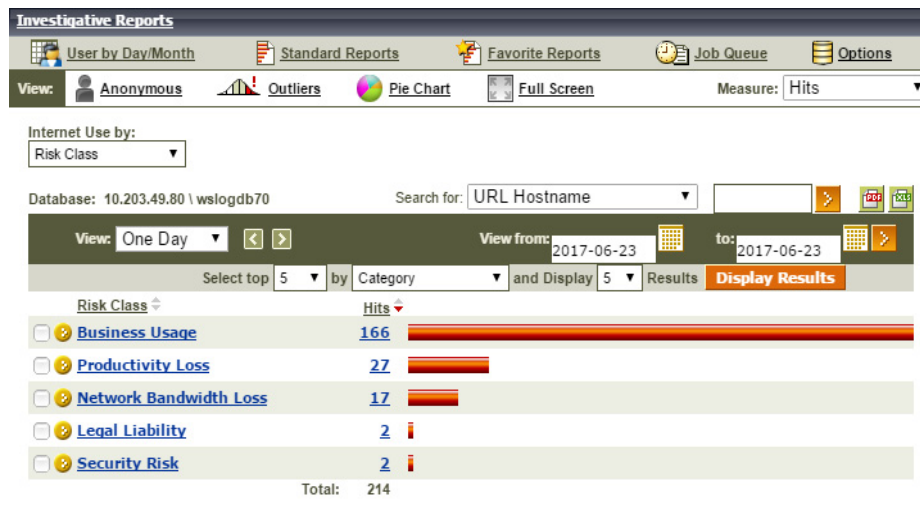 Investigative Reports
User by Day/Month Standard Reports Favorite Reports Job Queue Options
View: Anonymous Outliers Pie Chart Full Screen Measure: Hits
Internet Use by:
Risk Class
Database: 10.203.49.80 \ wslogdb70 Search for: URL Hostname PDF XLS
View: One Day View from: 2017-06-23 to: 2017-06-23
Select top 5 by Category and Display 5 Results Display Results
Risk Class Hits
Business Usage 166
Productivity Loss 27
Network Bandwidth Loss 17
Legal Liability 2
Security Risk 2
Total: 214